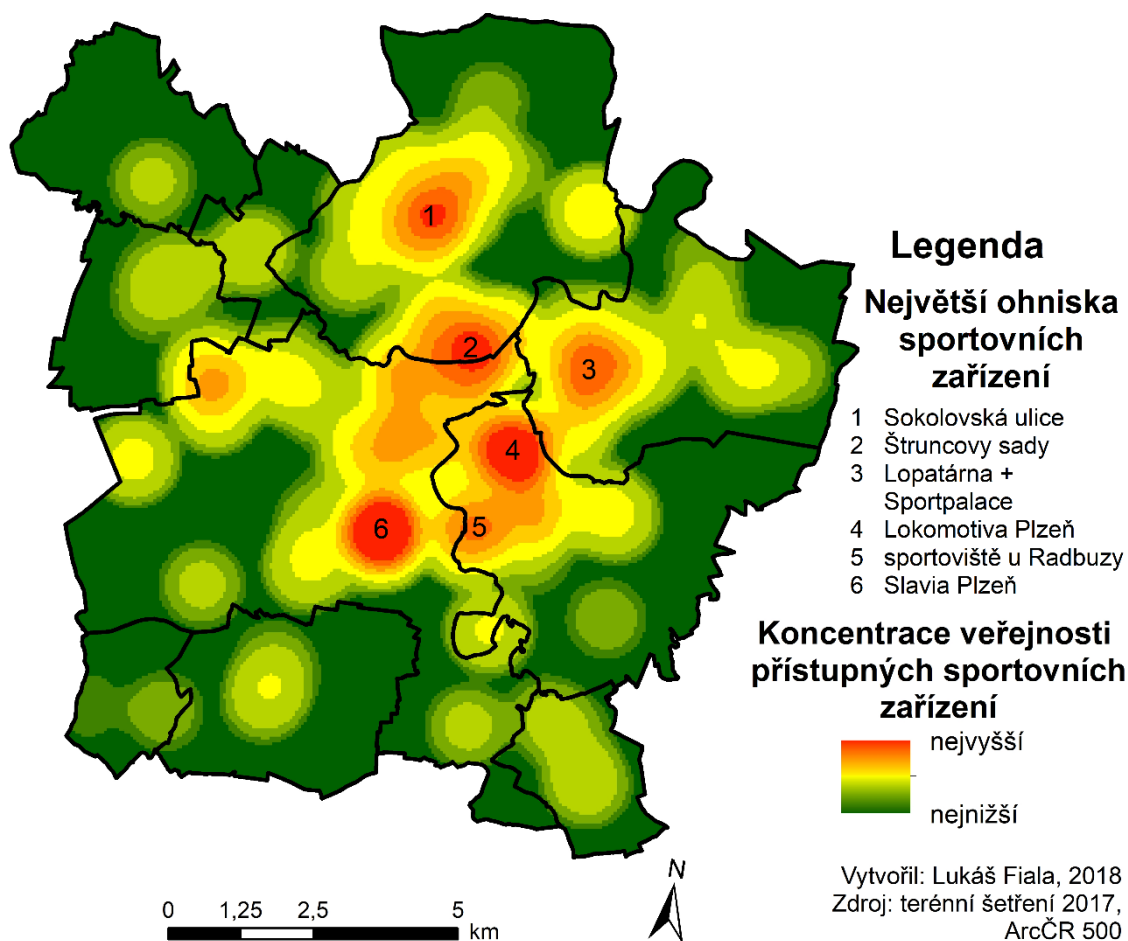 1
2
3
4
5
6
Legenda
Největší ohniska
sportovních
zařízení
1 Sokolovská ulice
2 Štruncovy sady
3 Lopatárna +
Sportpalace
4 Lokomotiva Plzeň
5 sportoviště u Radbuzy
6 Slavia Plzeň
Koncentrace veřejnosti
přístupných sportovních
zařízení
nejvyšší
nejnižší
Vytvořil: Lukáš Fiala, 2018
Zdroj: terénní šetření 2017,
ArcČR 500
N
0 1,25 2,5 5
km